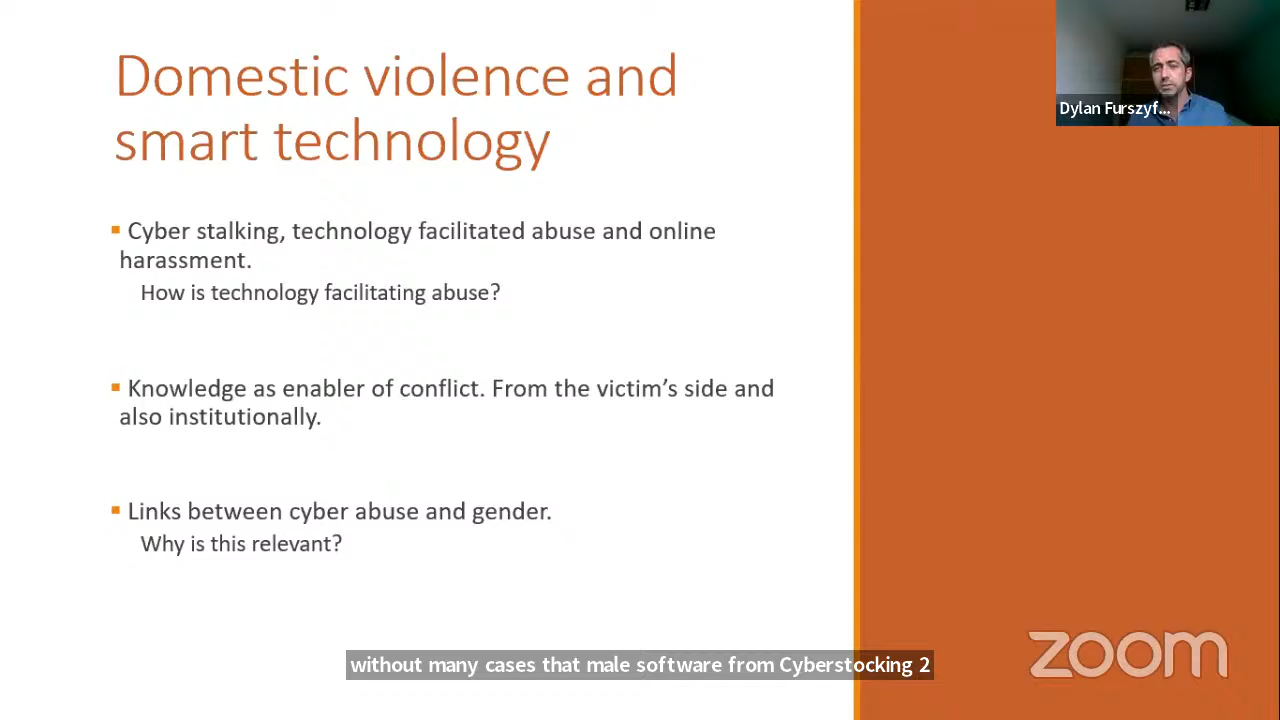 Domestic violence and
smart technology
Dylan Furszyf...
Cyber stalking, technology facilitated abuse and online
harassment.
How is technology facilitating abuse?
Knowledge as enabler of conflict. From the victim’s side and
also institutionally.
Links between cyber abuse and gender.
Why is this relevant?
without many cases that male software from Cyberstocking 2
zoom